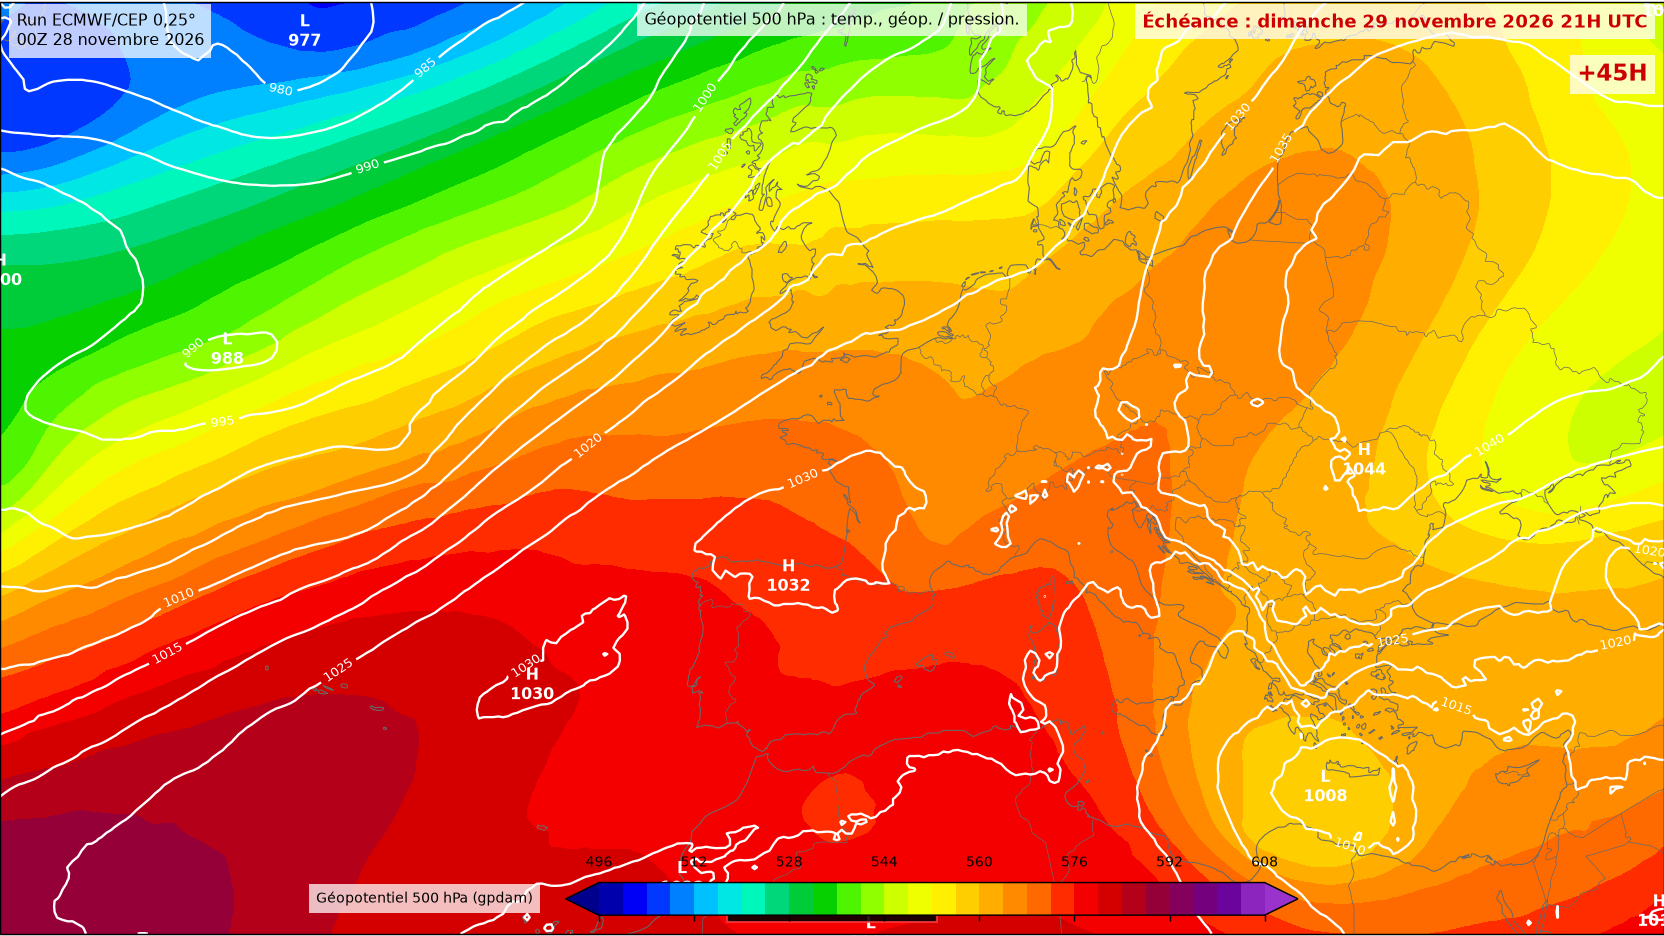 Run ECMWF/CEP 0,25°
00Z 28 novembre 2026
Géopotentiel 500 hPa : temp., géop. / pression.
Échéance : dimanche 29 novembre 2026 21H UTC
+45H
L
977
980
985
990
1000
1005
1030
1035
H
00
990
L
988
995
1020
1030
H
1044
1040
1020
H
1032
1010
1015
1025
1030
H
1030
1025
1020
1015
L
1008
1010
L
496 512 528 544 560 576 592 608
Géopotentiel 500 hPa (gpdam)
L
H